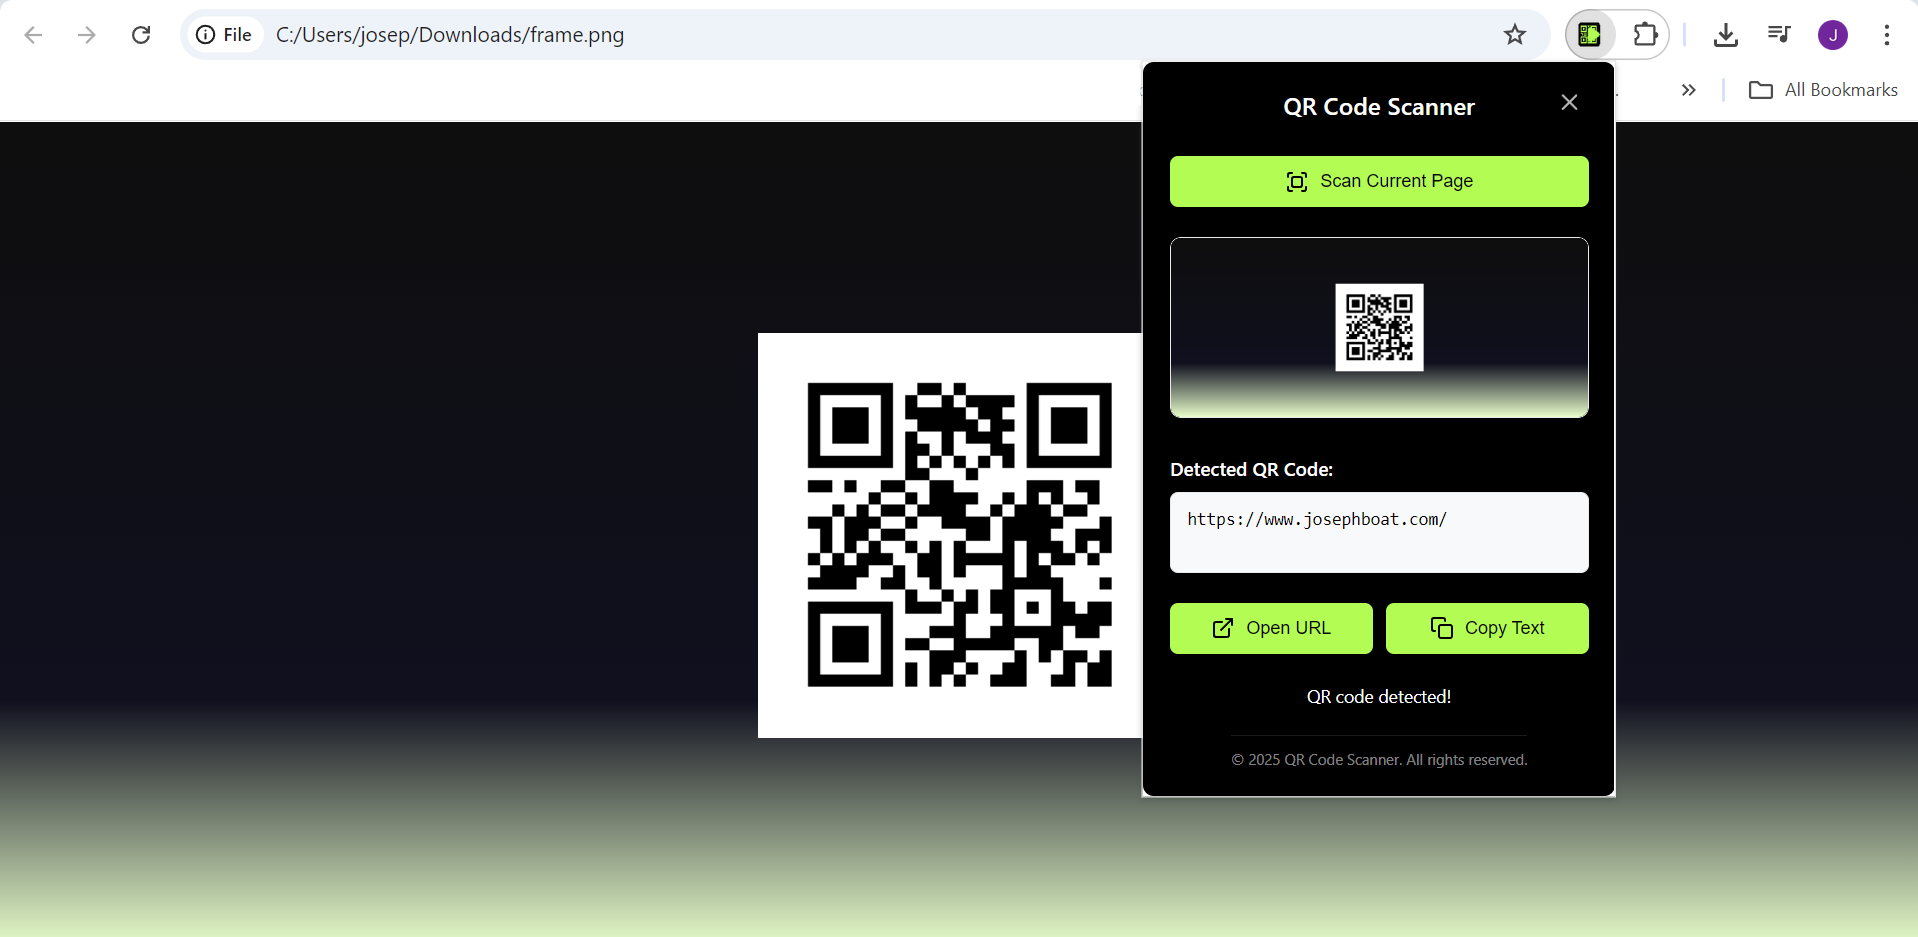 File
C:/Users/josep/Downloads/frame.png
J
All Bookmarks
QR Code Scanner
Scan Current Page
Detected QR Code:
https://www.josephboat.com/
Open URL
Copy Text
QR code detected!
© 2025 QR Code Scanner. All rights reserved.